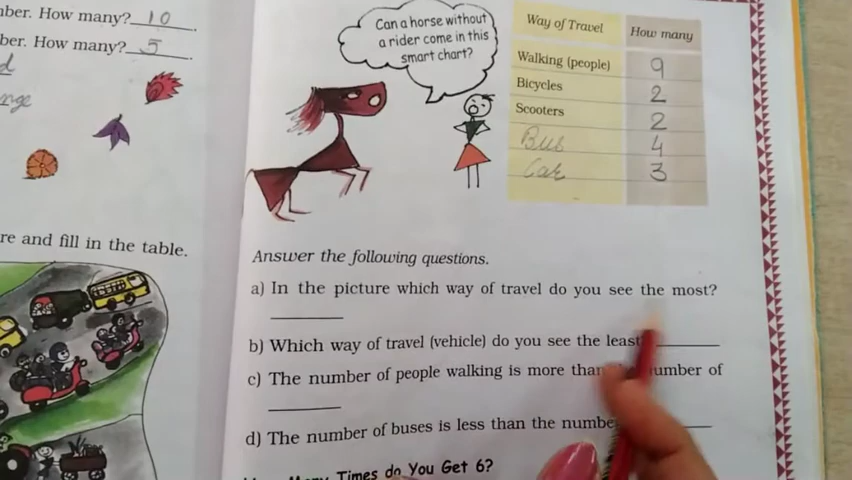 ber. How many? 10
ber. How many? 5
d
nge
re and fill in the table.
Can a horse without
a rider come in this
smart chart?
Way of Travel How many
Walking (people) 9
Bicycles 2
Scooters 2
Bus 4
Car 3
Answer the following questions.
a) In the picture which way of travel do you see the most?
b) Which way of travel (vehicle) do you see the least
c) The number of people walking is more than umber of
d) The number of buses is less than the numbe
Many Times do You Get 6?